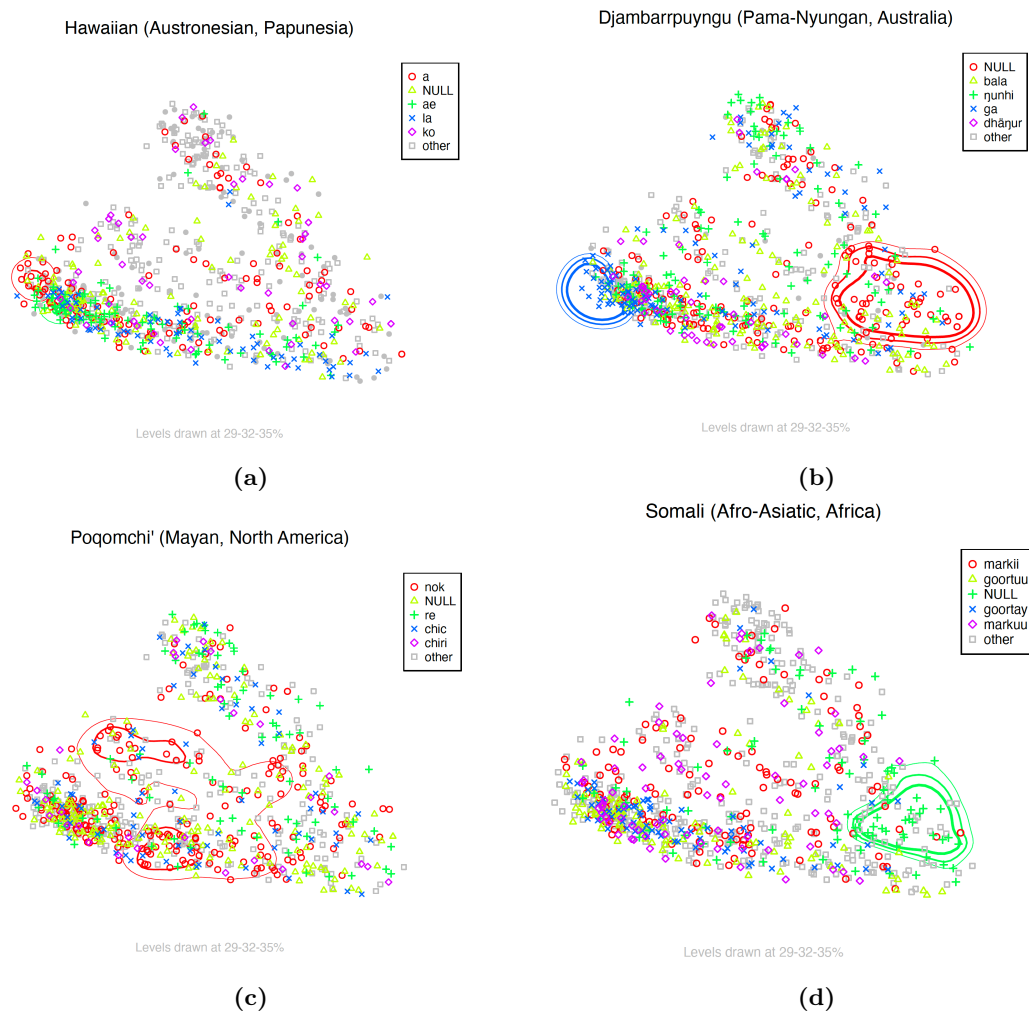 Hawaiian (Austronesian, Papunesia)
a
NULL
ae
la
ko
other
Levels drawn at 29-32-35%
(a)
Djambarrpuyngu (Pama-Nyungan, Australia)
NULL
bala
ŋunhi
ga
dhäŋur
other
Levels drawn at 29-32-35%
(b)
Poqomchi' (Mayan, North America)
nok
NULL
re
chic
chiri
other
Levels drawn at 29-32-35%
(c)
Somali (Afro-Asiatic, Africa)
markii
goortuu
NULL
goortay
markuu
other
Levels drawn at 29-32-35%
(d)